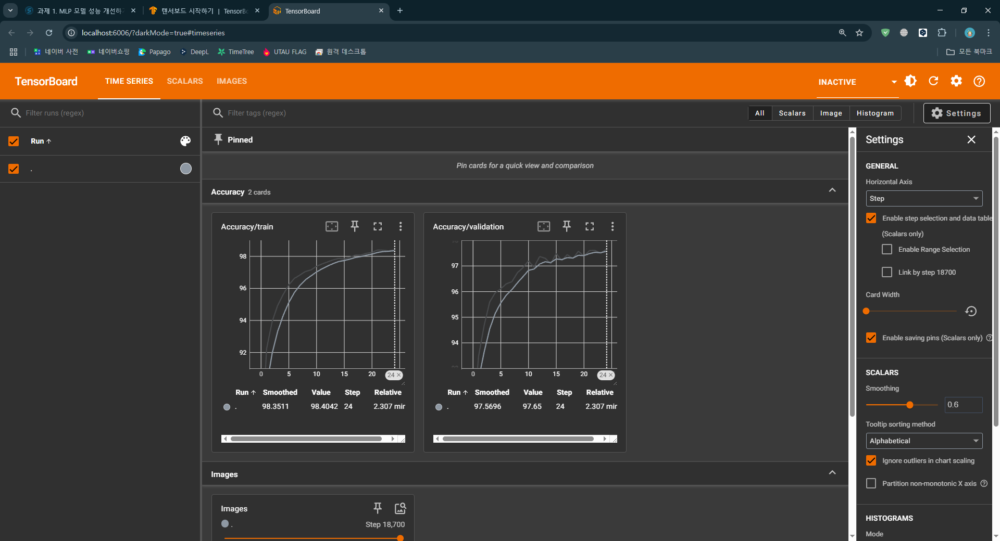 과제 1. MLP 모델 성능 개선하기
텐서보드 시작하기 | TensorBo
TensorBoard
localhost:6006/?darkMode=true#timeseries
네이버 사전
네이버쇼핑
Papago
DeepL
TimeTree
UTAU FLAG
원격 데스크톱
모든 북마크
TensorBoard
TIME SERIES
SCALARS
IMAGES
INACTIVE
Filter runs (regex)
Filter tags (regex)
All
Scalars
Image
Histogram
Settings
Run
.
Pinned
Pin cards for a quick view and comparison
Accuracy 2 cards
Accuracy/train
98
96
94
92
0 5 10 15 20 24 ×
Run Smoothed Value Step Relative
. 98.3511 98.4042 24 2.307 min
Accuracy/validation
97
96
95
94
0 5 10 15 20 24 ×
Run Smoothed Value Step Relative
. 97.5696 97.65 24 2.307 min
Images
Images
. Step 18,700
Settings
GENERAL
Horizontal Axis
Step
Enable step selection and data table
(Scalars only)
Enable Range Selection
Link by step 18700
Card Width
Enable saving pins (Scalars only)
SCALARS
Smoothing
0.6
Tooltip sorting method
Alphabetical
Ignore outliers in chart scaling
Partition non-monotonic X axis
HISTOGRAMS
Mode